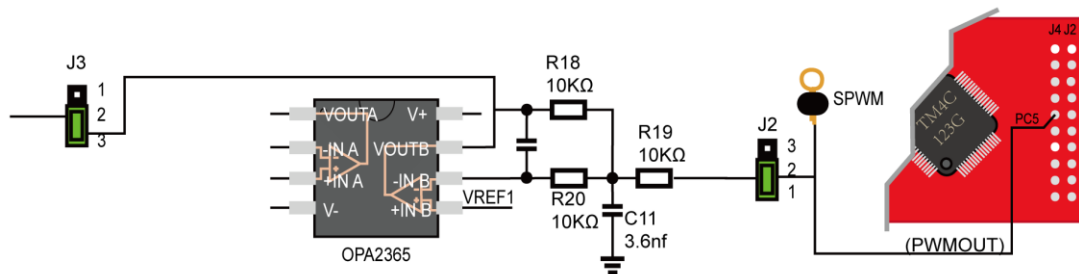 J3
1
2
3
VOUTA
-IN A
+IN A
V-
V+
VOUTB
-IN B
+IN B
OPA2365
VREF1
R18
10KΩ
R20
10KΩ
R19
10KΩ
C11
3.6nf
J2
3
2
1
SPWM
TM4C
123G
J4 J2
PC5
(PWMOUT)